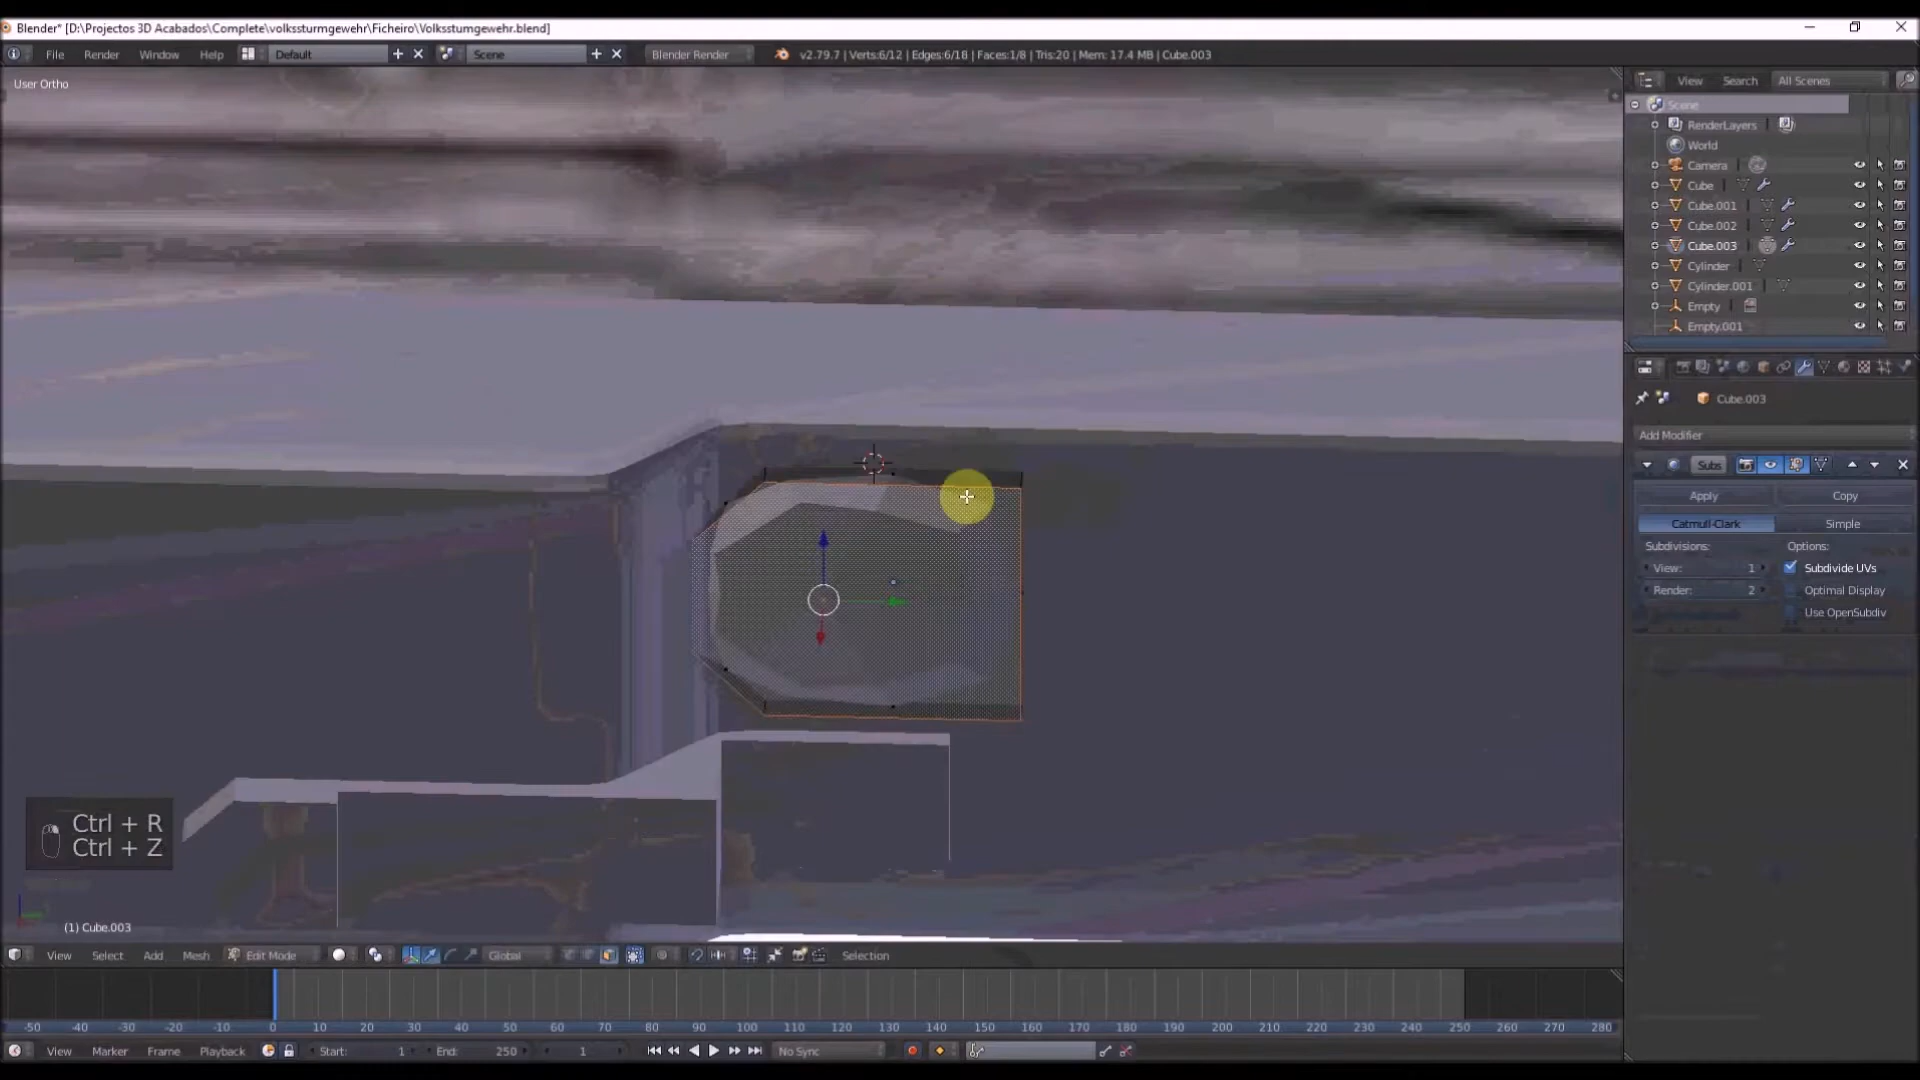 Blender* [D:\Projectos 3D Acabados\Complete\volkssturmgewehr\Ficheiro\Volkssturmgewehr.blend]
File Render Window Help Default Scene Blender Render v2.79.7 | Verts:6/12 | Edges:6/18 | Faces:1/8 | Tris:20 | Mem: 17.4 MB | Cube.003
User Ortho
View Search All Scenes
Scene
RenderLayers
World
Camera
Cube
Cube.001
Cube.002
Cube.003
Cylinder
Cylinder.001
Empty
Empty.001
Cube.003
Add Modifier
Subs
Apply Copy
Catmull-Clark Simple
Subdivisions: Options:
View: 1 Subdivide UVs
Render: 2 Optimal Display
Use OpenSubdiv
Ctrl + R
Ctrl + Z
(1) Cube.003
View Select Add Mesh Edit Mode Global Selection
-50 -40 -30 -20 -10 0 10 20 30 40 50 60 70 80 90 100 110 120 130 140 150 160 170 180 190 200 210 220 230 240 250 260 270 280
View Marker Frame Playback Start: 1 End: 250 1 No Sync